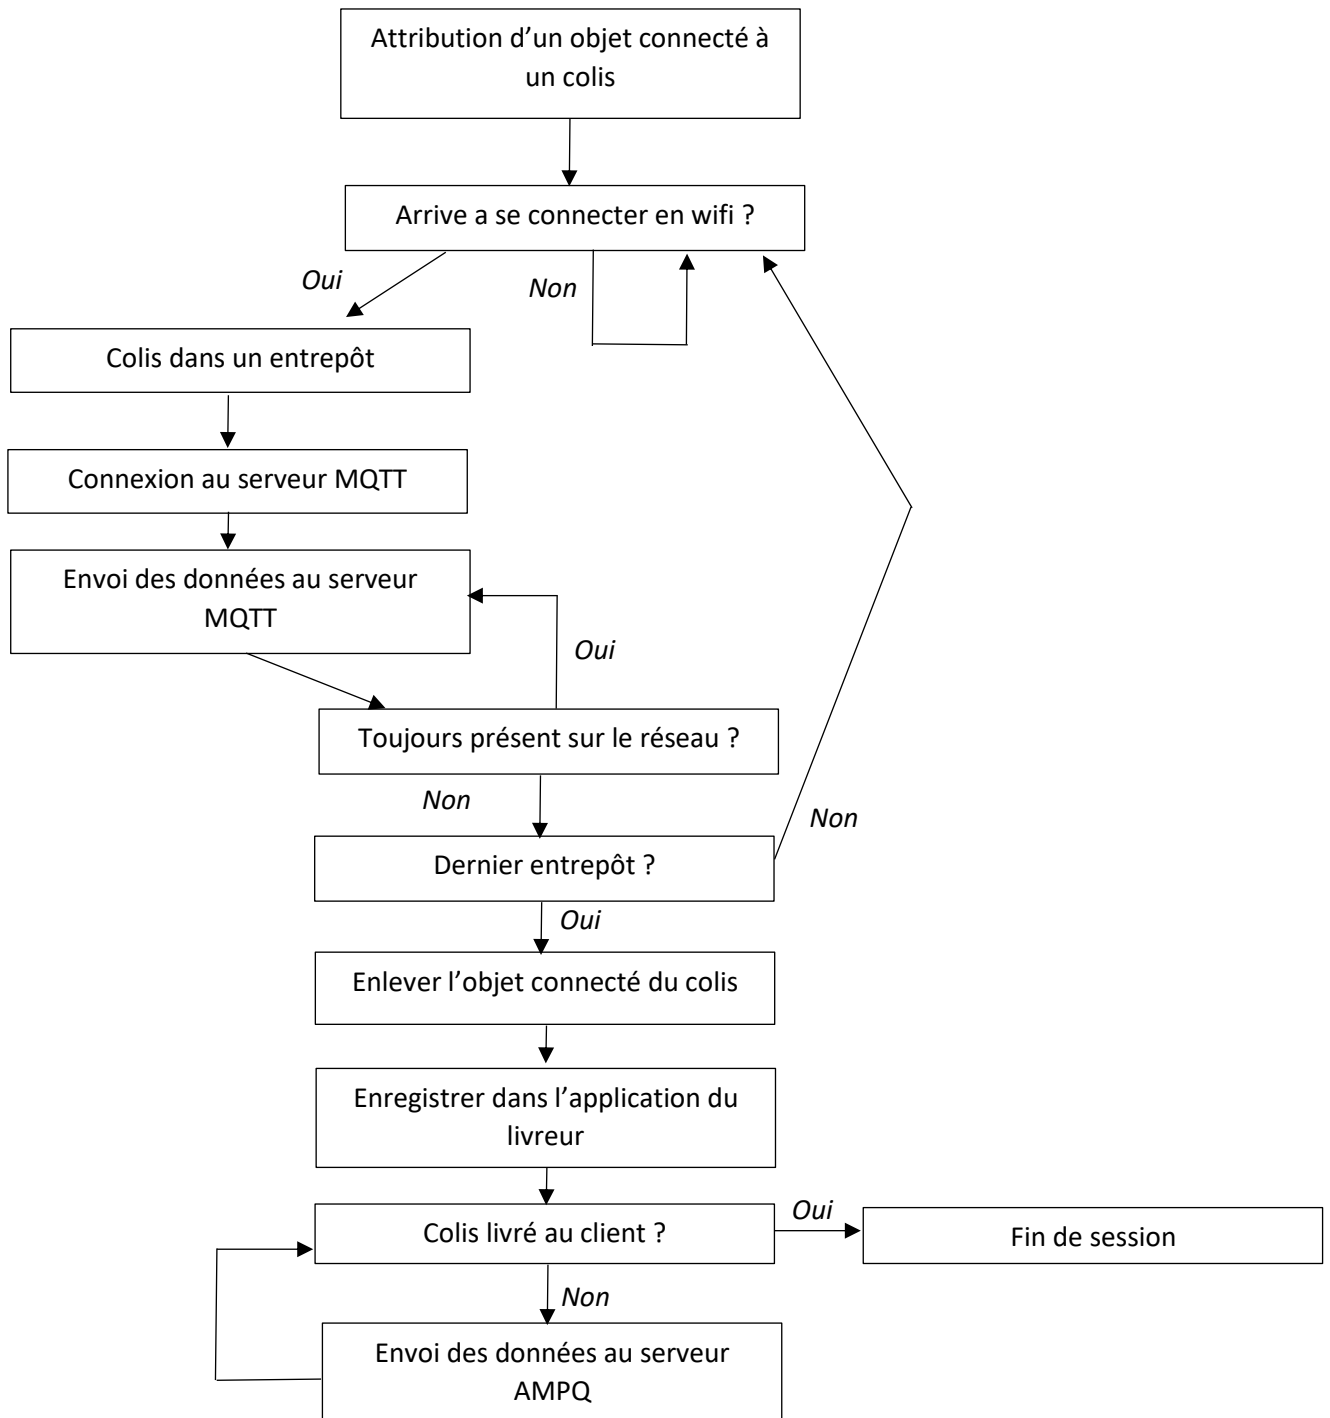 Attribution d’un objet connecté à
un colis
Arrive a se connecter en wifi ?
Oui
Non
Colis dans un entrepôt
Connexion au serveur MQTT
Envoi des données au serveur
MQTT
Oui
Toujours présent sur le réseau ?
Non
Non
Dernier entrepôt ?
Oui
Enlever l’objet connecté du colis
Enregistrer dans l’application du
livreur
Colis livré au client ?
Oui
Fin de session
Non
Envoi des données au serveur
AMPQ